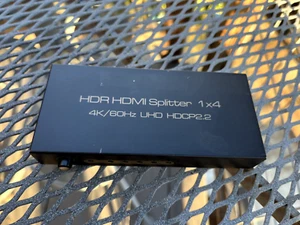 HDR HDMI Splitter 1x4
4K/60Hz UHD HDCP2.2